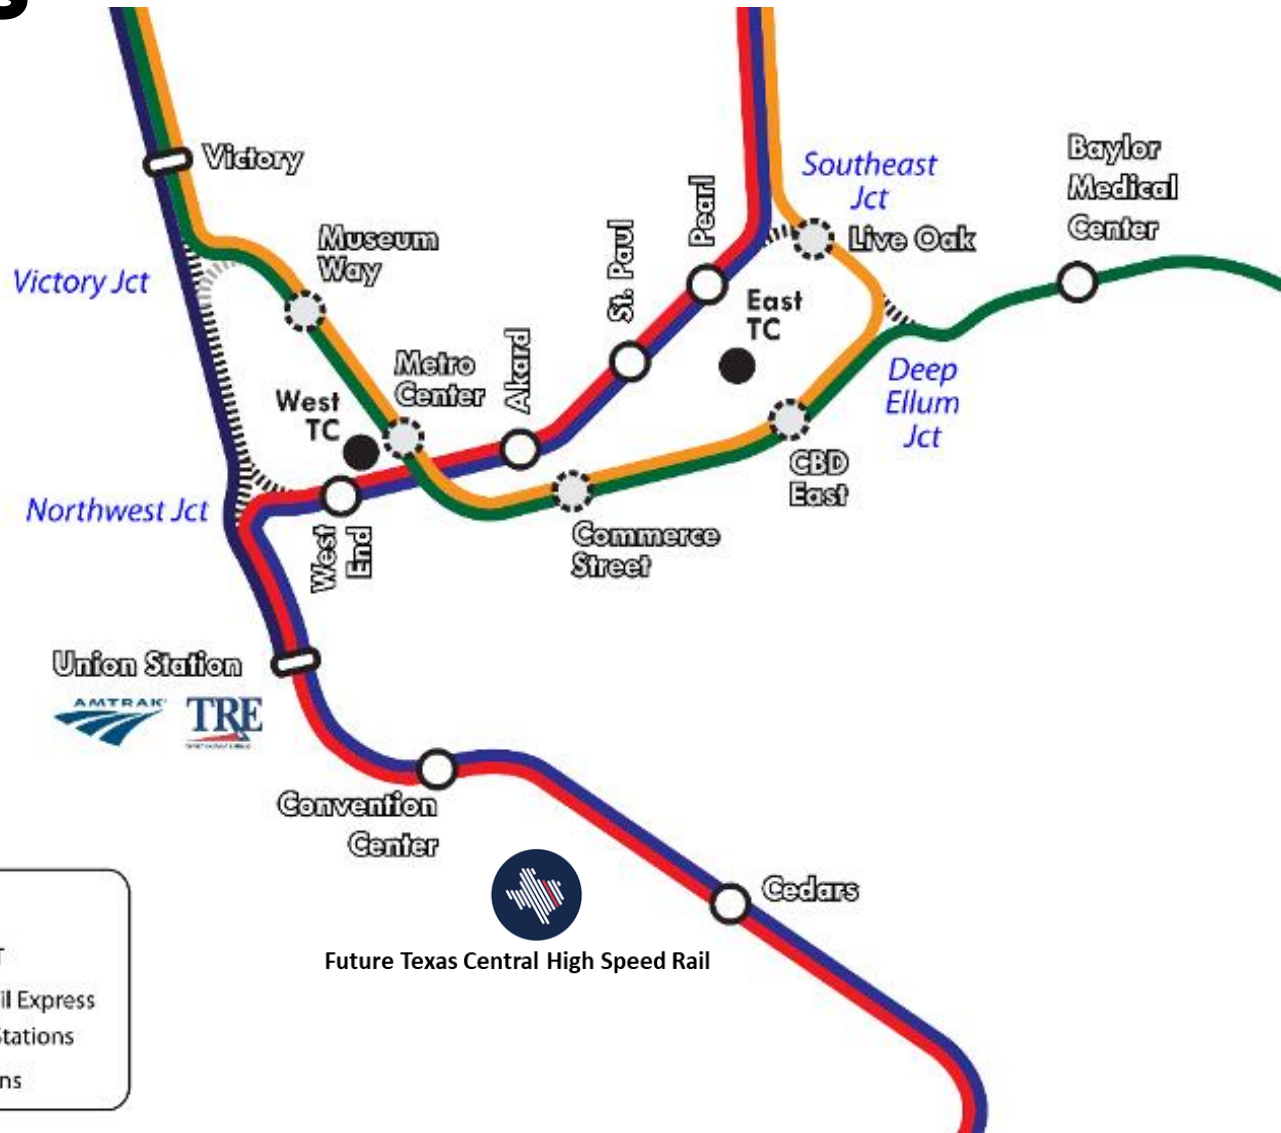 Victory
Museum
Way
Victory Jct
Southeast
Jct
Live Oak
Baylor
Medical
Center
Pearl
St. Paul
East
TC
Metro
Center
Akard
West
TC
Deep
Ellum
Jct
CBD
East
Northwest Jct
West
End
Commerce
Street
Union Station
AMTRAK
TRE
Convention
Center
Cedars
Future Texas Central High Speed Rail
il Express
Stations
ns